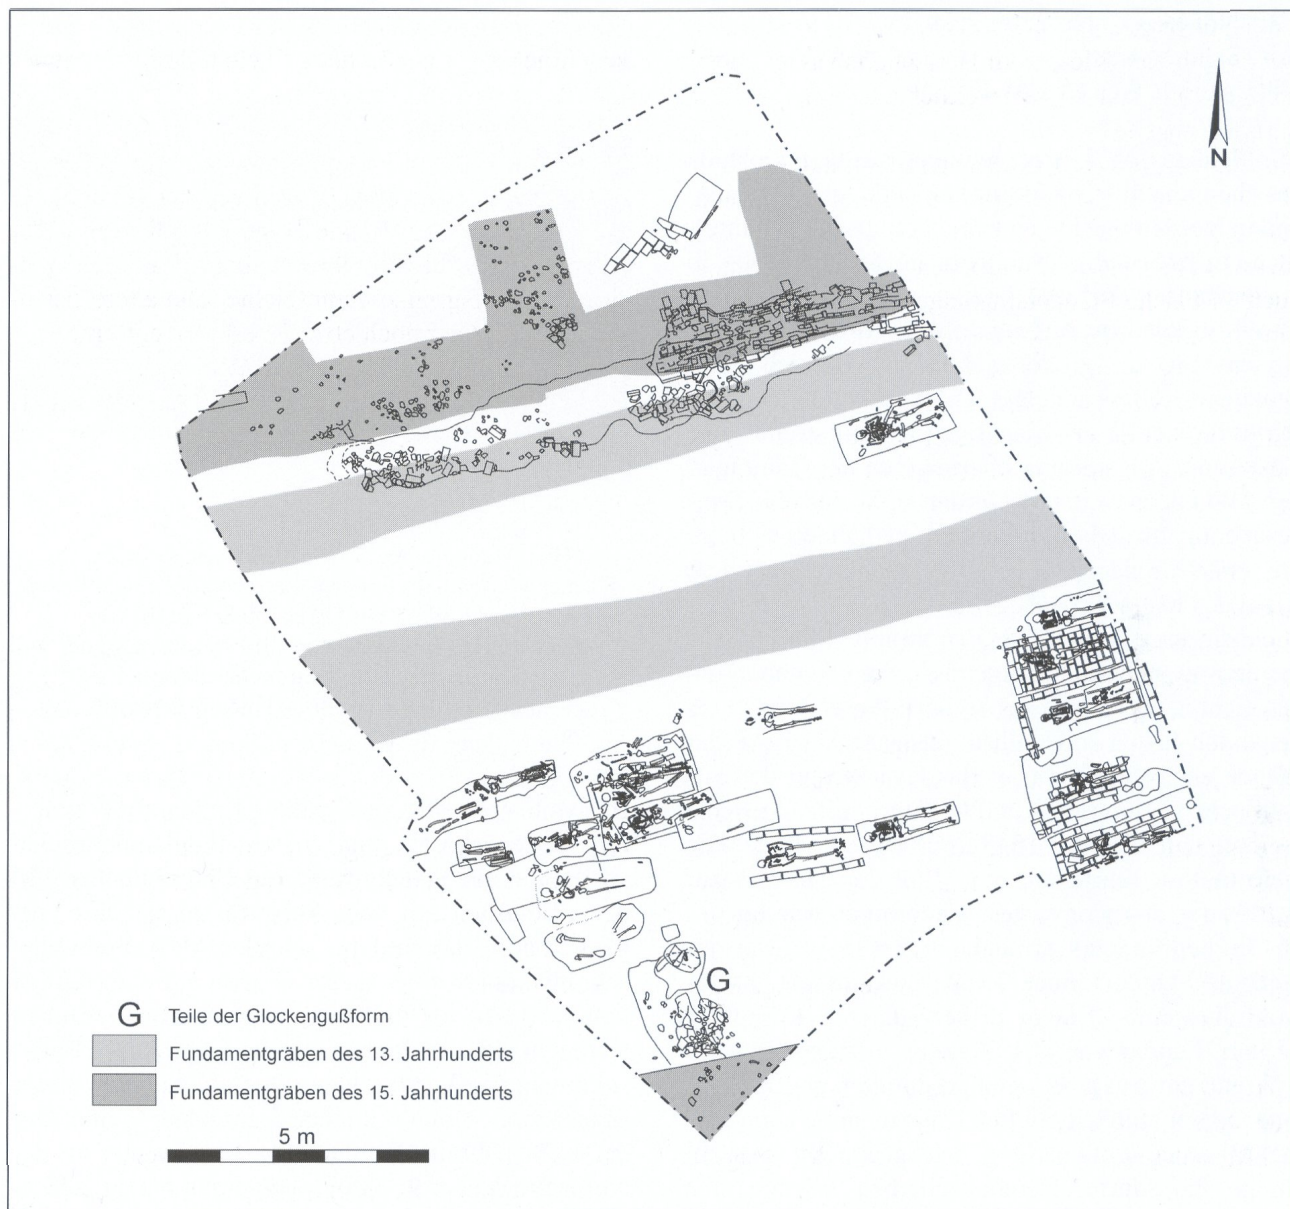 N
G
G Teile der Glockengußform
Fundamentgräben des 13. Jahrhunderts
Fundamentgräben des 15. Jahrhunderts
5 m